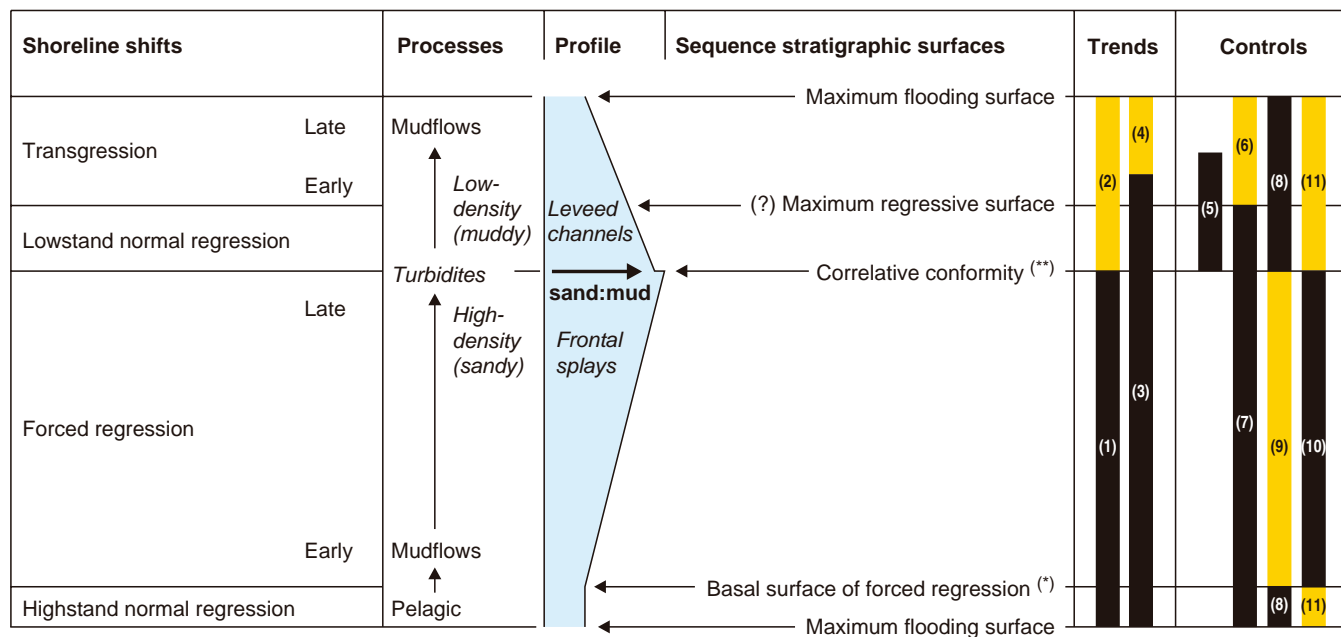 Shoreline shifts
Processes
Profile
Sequence stratigraphic surfaces
Trends
Controls
Maximum flooding surface
Late
Mudflows
Transgression
Early
Low-
density
(muddy)
Leveed
channels
(?) Maximum regressive surface
Lowstand normal regression
Turbidites
Correlative conformity (**)
sand:mud
Late
High-
density
(sandy)
Frontal
splays
Forced regression
Early
Mudflows
Basal surface of forced regression (*)
Highstand normal regression
Pelagic
Maximum flooding surface
(4)
(6)
(2)
(8)
(11)
(5)
(3)
(1)
(7)
(9)
(10)
(8)
(11)